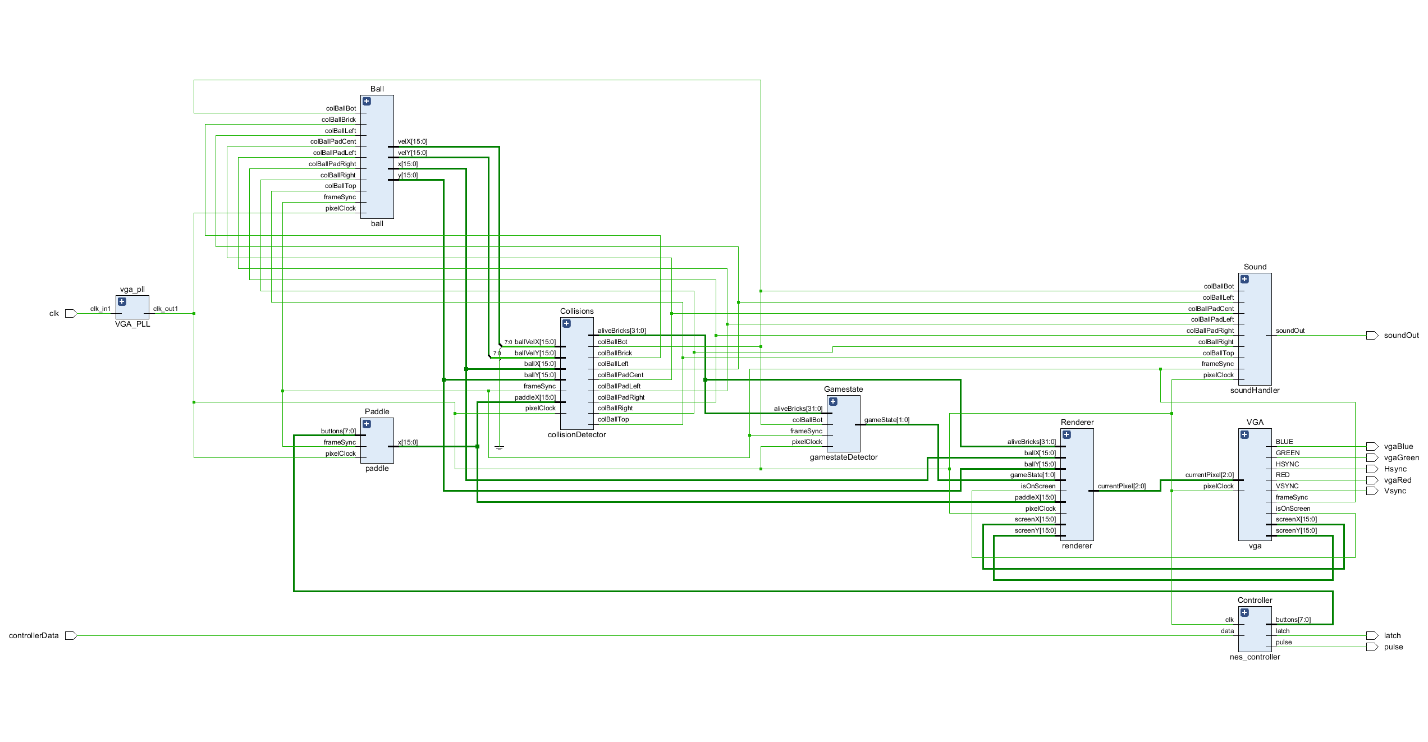 Ball
colBallBot
colBallBrick
colBallLeft
colBallPadCent
colBallPadLeft
colBallPadRight
colBallRight
colBallTop
frameSync
pixelClock
velX[15:0]
velY[15:0]
x[15:0]
y[15:0]
ball
vga_pll
clk
clk_in1
clk_out1
VGA_PLL
Collisions
7:0 ballVelX[15:0]
7:0 ballVelY[15:0]
ballX[15:0]
ballY[15:0]
frameSync
paddleX[15:0]
pixelClock
aliveBricks[31:0]
colBallBot
colBallBrick
colBallLeft
colBallPadCent
colBallPadLeft
colBallPadRight
colBallRight
colBallTop
collisionDetector
Paddle
buttons[7:0]
frameSync
pixelClock
x[15:0]
paddle
Gamestate
aliveBricks[31:0]
colBallBot
frameSync
pixelClock
gameState[1:0]
gamestateDetector
Sound
colBallBot
colBallLeft
colBallPadCent
colBallPadLeft
colBallPadRight
colBallRight
colBallTop
frameSync
pixelClock
soundOut
soundOut
soundHandler
Renderer
aliveBricks[31:0]
ballX[15:0]
ballY[15:0]
gameState[1:0]
isOnScreen
paddleX[15:0]
pixelClock
screenX[15:0]
screenY[15:0]
currentPixel[2:0]
renderer
VGA
currentPixel[2:0]
pixelClock
BLUE
GREEN
HSYNC
RED
VSYNC
frameSync
isOnScreen
screenX[15:0]
screenY[15:0]
vga
vgaBlue
vgaGreen
Hsync
vgaRed
Vsync
Controller
controllerData
clk
data
buttons[7:0]
latch
pulse
nes_controller
latch
pulse